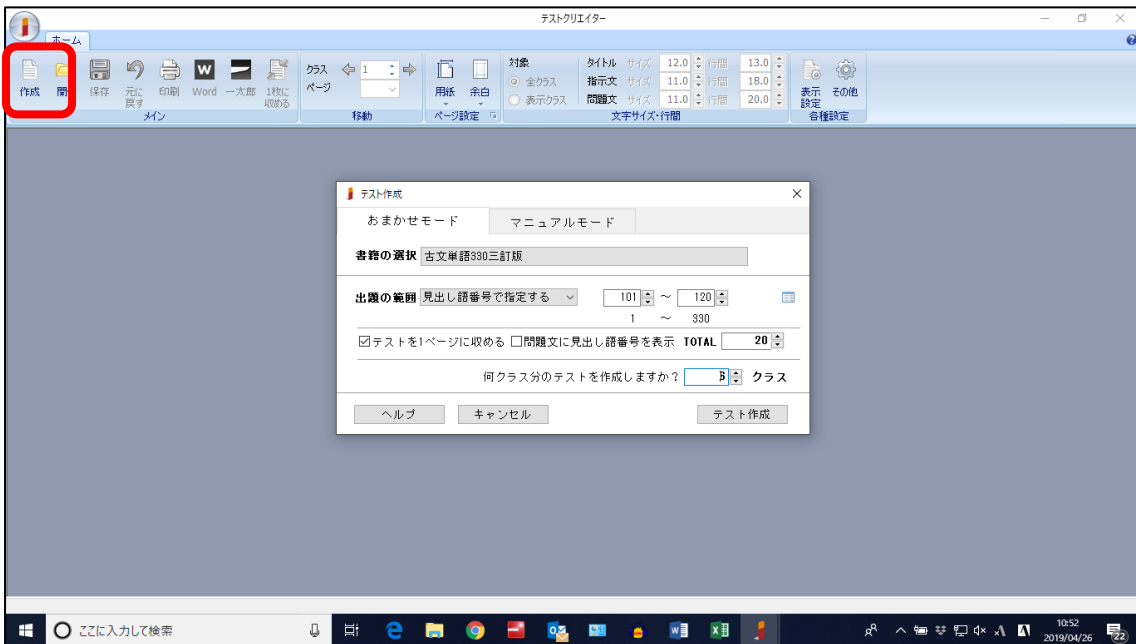 テストクリエイター
ホーム
作成 開 保存 元に戻す 印刷 Word 一太郎 1枚に収める
メイン
クラス 1
ページ
移動
用紙 余白
ページ設定
対象
全クラス
表示クラス
タイトル サイズ 12.0 行間 13.0
指示文 サイズ 11.0 行間 18.0
問題文 サイズ 11.0 行間 20.0
文字サイズ・行間
表示設定 その他
各種設定
テスト作成
おまかせモード マニュアルモード
書籍の選択 古文単語330三訂版
出題の範囲 見出し語番号で指定する 101 ～ 120
1 ～ 330
テストを1ページに収める 問題文に見出し語番号を表示 TOTAL 20
何クラス分のテストを作成しますか? クラス
ヘルプ キャンセル テスト作成
ここに入力して検索
A
10:52
2019/04/26
22